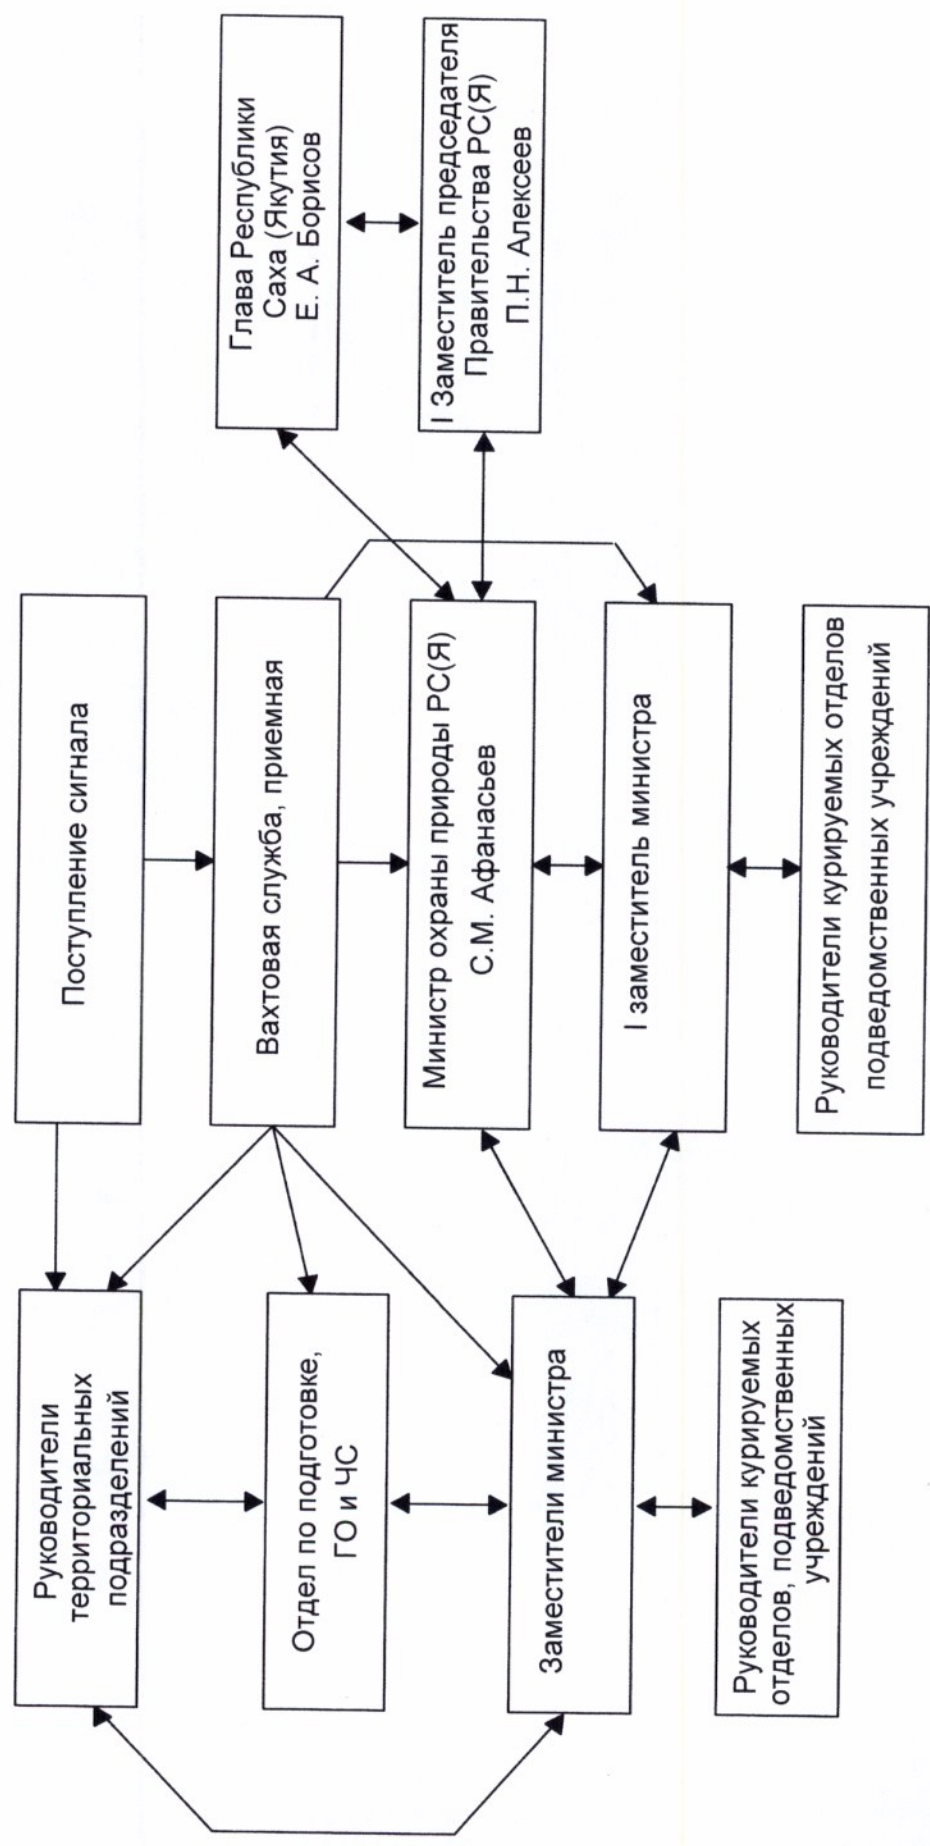 Руководители
территориальных
подразделений
Отдел по подготовке,
ГО и ЧС
Заместители министра
Руководители курируемых
отделов, подведомственных
учреждений
Поступление сигнала
Вахтовая служба, приемная
Министр охраны природы РС(Я)
С.М. Афанасьев
I заместитель министра
Руководители курируемых отделов
подведомственных учреждений
Глава Республики
Саха (Якутия)
Е. А. Борисов
I Заместитель председателя
Правительства РС(Я)
П.Н. Алексеев